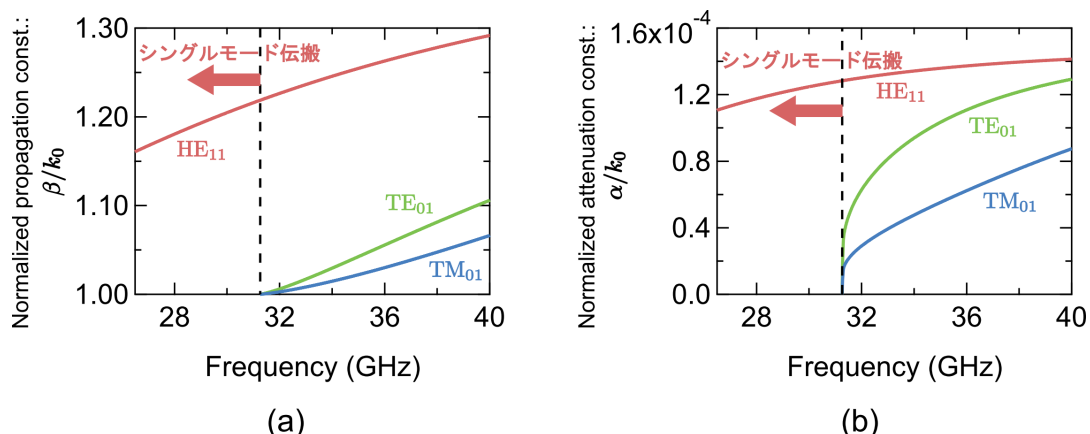 Normalized propagation const.:
β/k₀
1.30
1.20
1.10
1.00
シングルモード伝搬
HE₁₁
TE₀₁
TM₀₁
28
32
36
40
Frequency (GHz)
(a)
Normalized attenuation const.:
α/k₀
1.6x10⁻⁴
1.2
0.8
0.4
0.0
シングルモード伝搬
HE₁₁
TE₀₁
TM₀₁
28
32
36
40
Frequency (GHz)
(b)